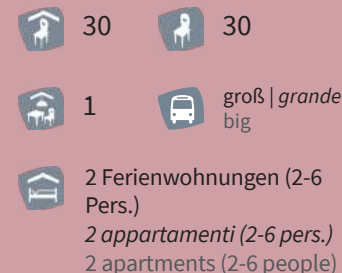 30 30
1 groß | grande
big
2 Ferienwohnungen (2-6
Pers.)
2 appartamenti (2-6 pers.)
2 apartments (2-6 people)